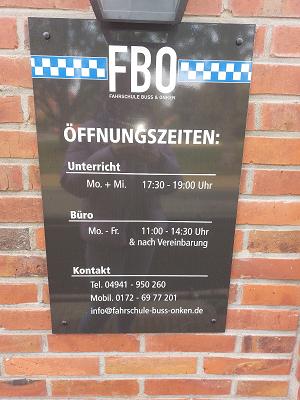 FBO
FAHRSCHULE BUSS & ONKEN
ÖFFNUNGSZEITEN:
Unterricht
Mo. + Mi. 17:30 - 19:00 Uhr
Büro
Mo. - Fr. 11:00 - 14:30 Uhr
& nach Vereinbarung
Kontakt
Tel. 04941 - 950 260
Mobil. 0172 - 69 77 201
info@fahrschule-buss-onken.de